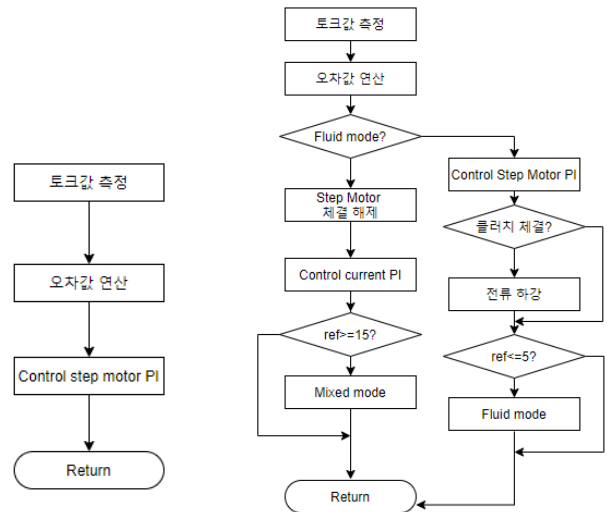 토크값 측정
오차값 연산
Control step motor PI
Return
토크값 측정
오차값 연산
Fluid mode?
Step Motor
체결 해제
Control current PI
ref>=15?
Mixed mode
Return
Control Step Motor PI
클러치 체결?
전류 하강
ref<=5?
Fluid mode